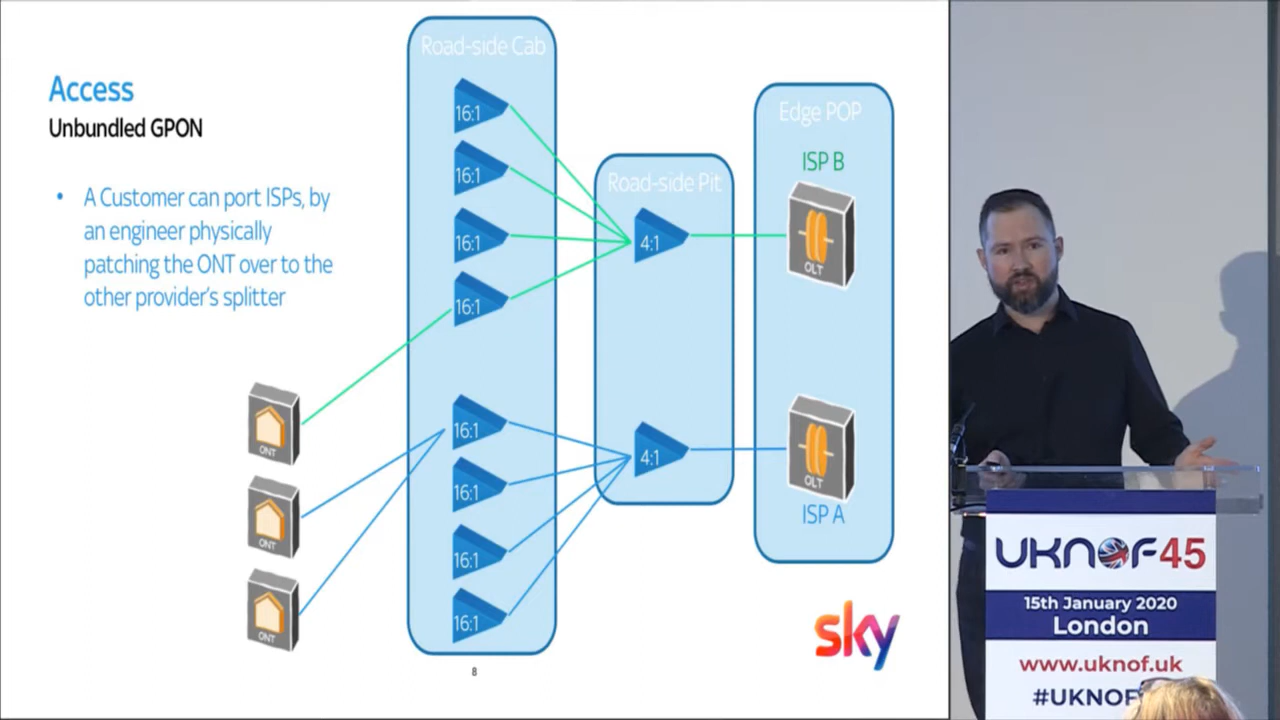 Access
Unbundled GPON
• A Customer can port ISPs, by
an engineer physically
patching the ONT over to the
other provider's splitter
Road-side Cab
16:1
16:1
16:1
16:1
16:1
16:1
16:1
16:1
Road-side Pit
4:1
4:1
Edge POP
ISP B
OLT
OLT
ISP A
ONT
ONT
ONT
sky
8
UKNOF45
15th January 2020
London
www.uknof.uk
#UKNOF